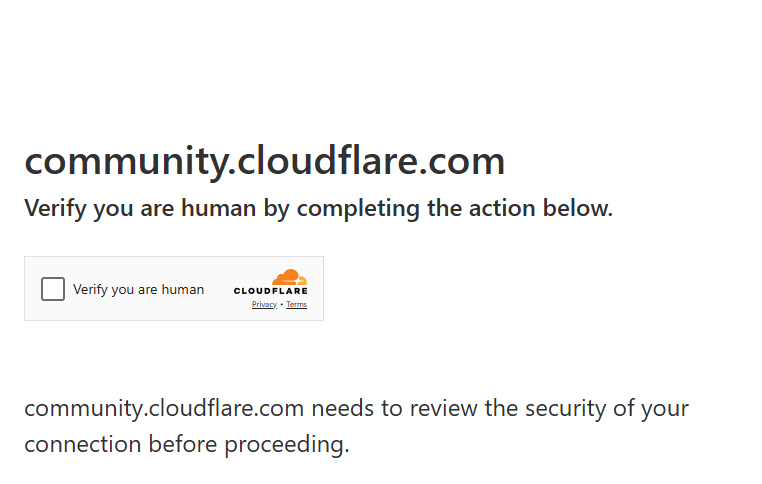 community.cloudflare.com
Verify you are human by completing the action below.
Verify you are human
CLOUDFLARE
Privacy • Terms
community.cloudflare.com needs to review the security of your
connection before proceeding.